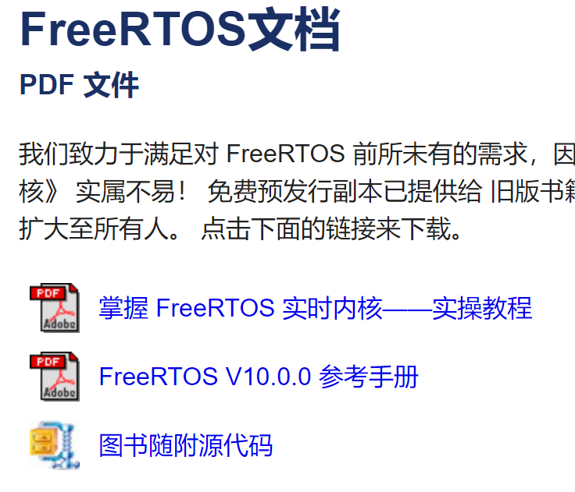 FreeRTOS文档
PDF 文件
我们致力于满足对 FreeRTOS 前所未有的需求，因
核》 实属不易！ 免费预发行副本已提供给 旧版书籍
扩大至所有人。 点击下面的链接来下载。
PDF
Adobe
掌握 FreeRTOS 实时内核——实操教程
PDF
Adobe
FreeRTOS V10.0.0 参考手册
图书随附源代码